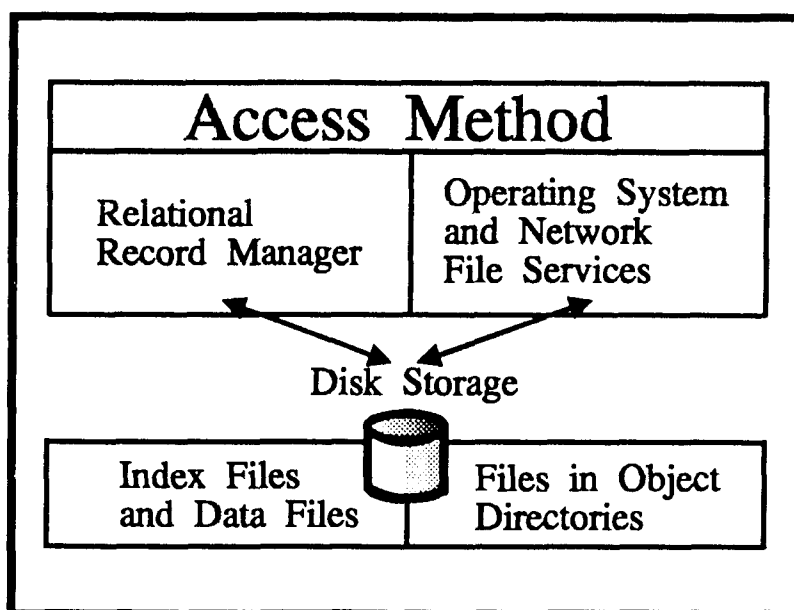 Access Method
Relational
Record Manager
Operating System
and Network
File Services
Disk Storage
Index Files
and Data Files
Files in Object
Directories